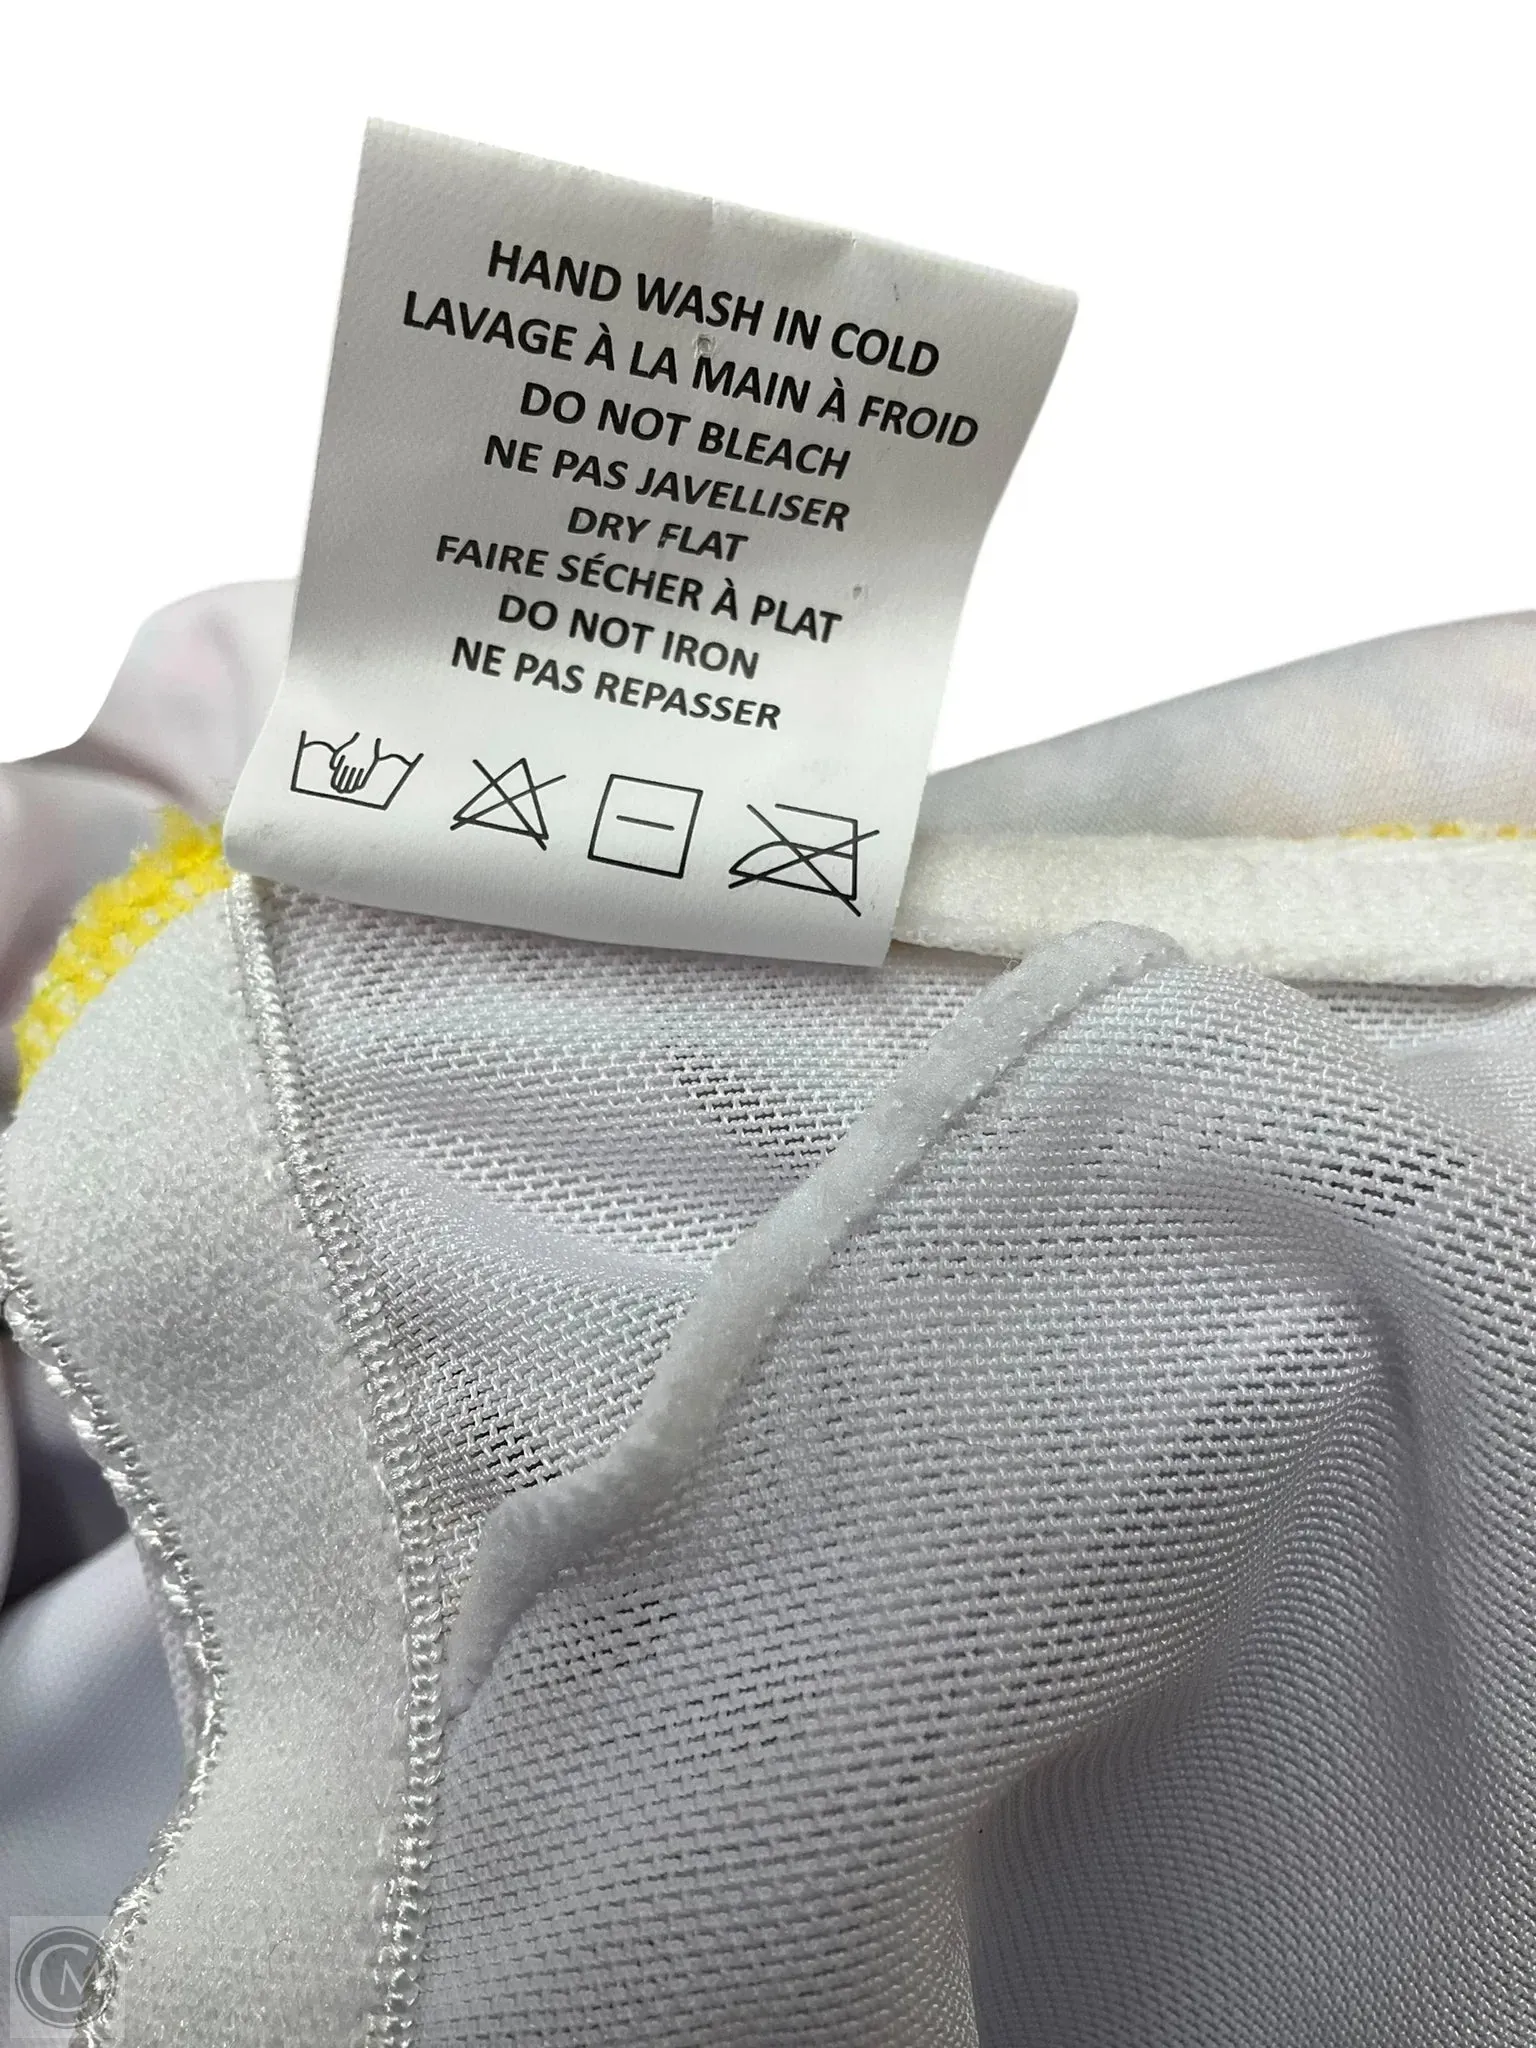 HAND WASH IN COLD
LAVAGE À LA MAIN À FROID
DO NOT BLEACH
NE PAS JAVELLISER
DRY FLAT
FAIRE SÉCHER À PLAT
DO NOT IRON
NE PAS REPASSER
CM